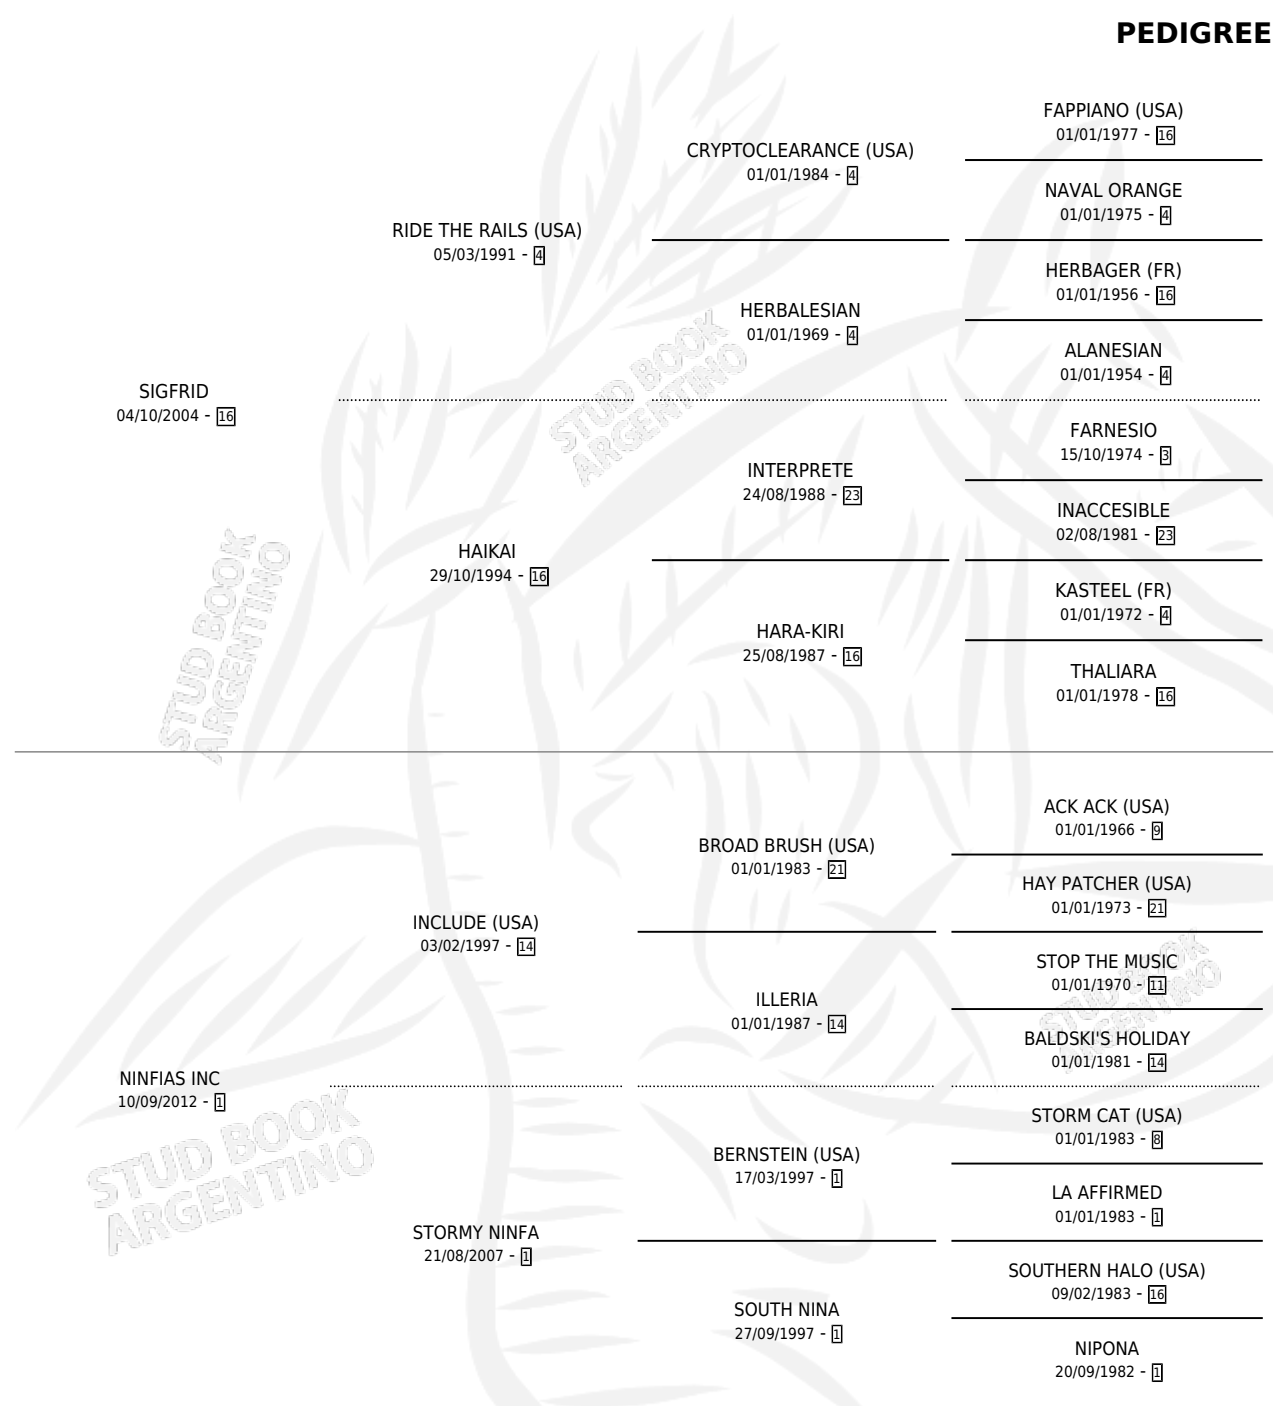 PEDIGREE
FAPPIANO (USA)
01/01/1977 - 16
CRYPTOCLEARANCE (USA)
01/01/1984 - 4
NAVAL ORANGE
01/01/1975 - 4
RIDE THE RAILS (USA)
05/03/1991 - 4
HERBAGER (FR)
01/01/1956 - 16
HERBALESIAN
01/01/1969 - 4
ALANESIAN
01/01/1954 - 4
SIGFRID
04/10/2004 - 16
FARNESIO
15/10/1974 - 3
INTERPRETE
24/08/1988 - 23
INACCESIBLE
02/08/1981 - 23
HAIKAI
29/10/1994 - 16
KASTEEL (FR)
01/01/1972 - 4
HARA-KIRI
25/08/1987 - 16
THALIARA
01/01/1978 - 16
ACK ACK (USA)
01/01/1966 - 9
BROAD BRUSH (USA)
01/01/1983 - 21
HAY PATCHER (USA)
01/01/1973 - 21
INCLUDE (USA)
03/02/1997 - 14
STOP THE MUSIC
01/01/1970 - 11
ILLERIA
01/01/1987 - 14
BALDSKI'S HOLIDAY
01/01/1981 - 14
NINFIAS INC
10/09/2012 - 1
STORM CAT (USA)
01/01/1983 - 8
BERNSTEIN (USA)
17/03/1997 - 1
LA AFFIRMED
01/01/1983 - 1
STORMY NINFA
21/08/2007 - 1
SOUTHERN HALO (USA)
09/02/1983 - 16
SOUTH NINA
27/09/1997 - 1
NIPONA
20/09/1982 - 1
STUD BOOK
ARGENTINO
STUD BOOK
ARGENTINO
STUD BOOK
ARGENTINO
STUD BOOK
ARGENTINO